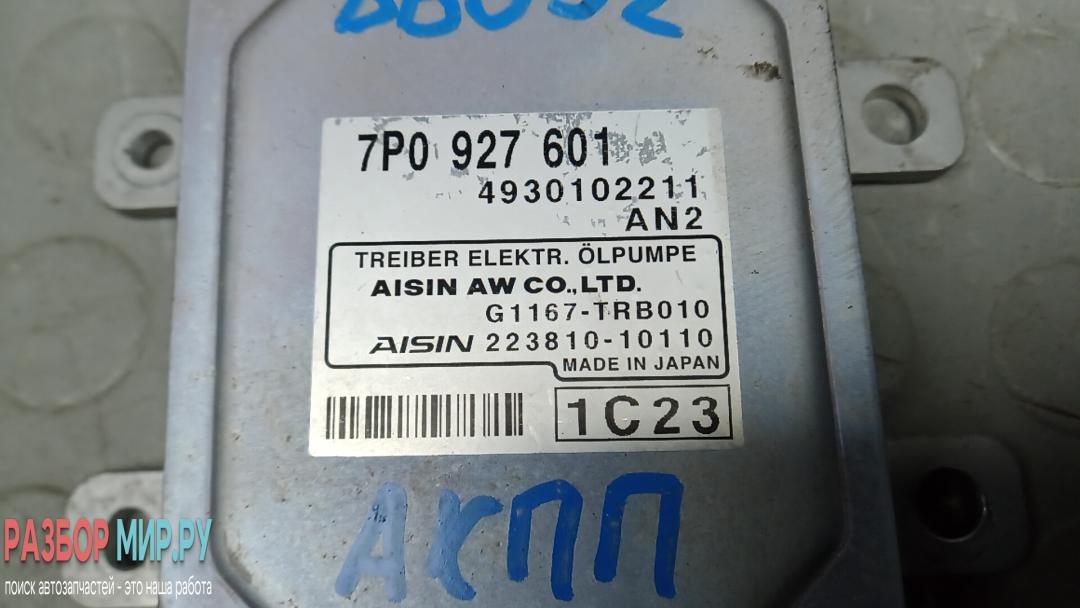 7P0 927 601
4930102211
AN2
TREIBER ELEKTR. ÖLPUMPE
AISIN AW CO.,LTD.
G1167-TRB010
AISIN 223810-10110
MADE IN JAPAN
1C23
АКПП
РАЗБОР МИР.РУ
поиск автозапчастей - это наша работа